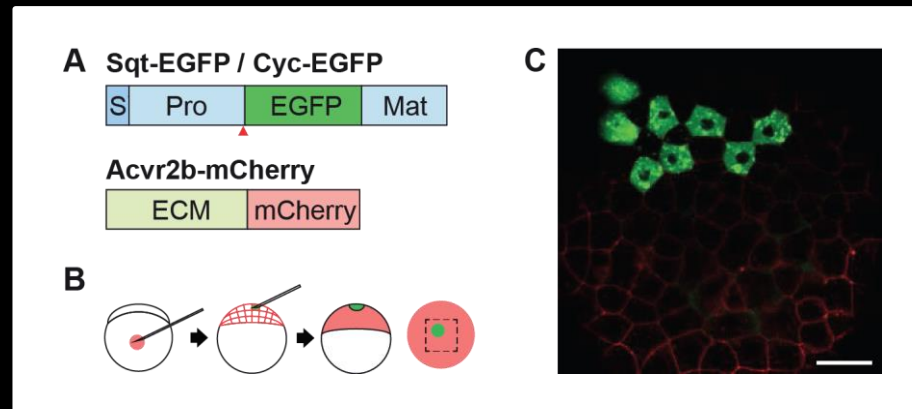 A
Sqt-EGFP / Cyc-EGFP
S Pro EGFP Mat
Acvr2b-mCherry
ECM mCherry
B
C